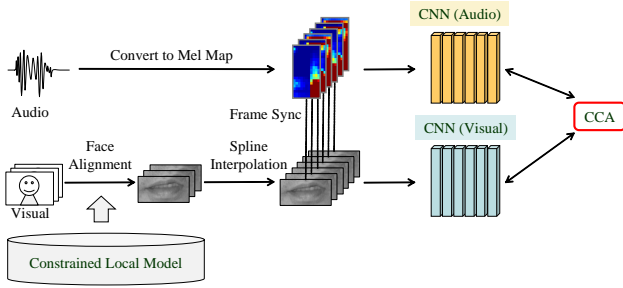 CNN (Audio)
Convert to Mel Map
Audio
Frame Sync
CCA
CNN (Visual)
Face
Alignment
Spline
Interpolation
Visual
Constrained Local Model